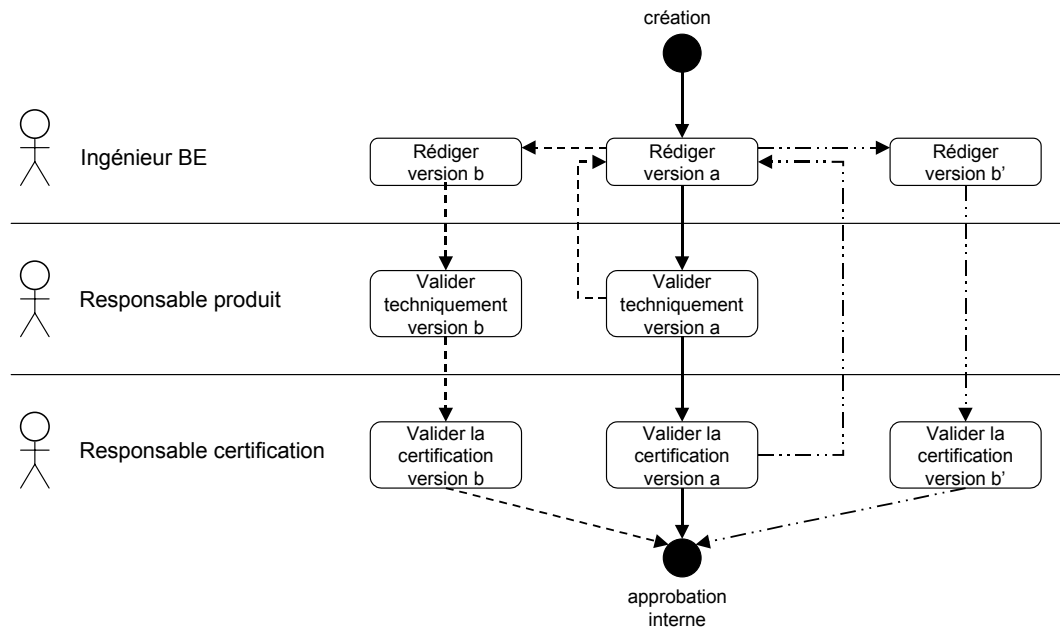 création
Ingénieur BE
Rédiger
version b
Rédiger
version a
Rédiger
version b’
Responsable produit
Valider
techniquement
version b
Valider
techniquement
version a
Responsable certification
Valider la
certification
version b
Valider la
certification
version a
Valider la
certification
version b’
approbation
interne